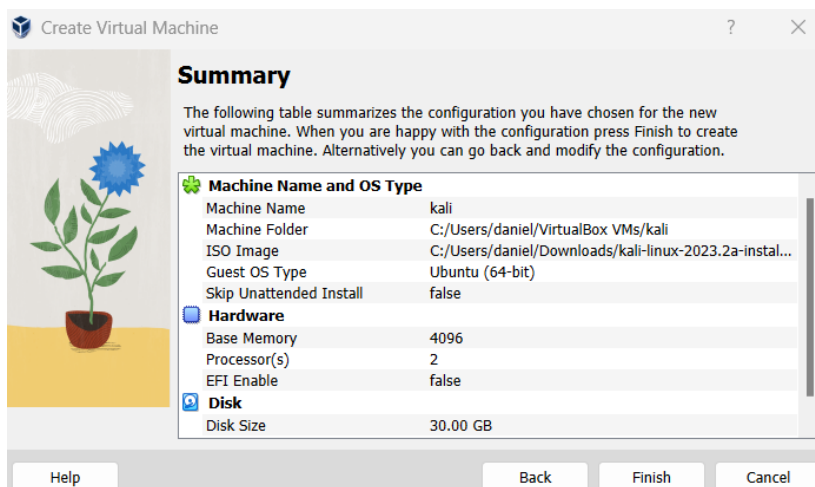 Create Virtual Machine ?
Summary
The following table summarizes the configuration you have chosen for the new
virtual machine. When you are happy with the configuration press Finish to create
the virtual machine. Alternatively you can go back and modify the configuration.
Machine Name and OS Type
Machine Name kali
Machine Folder C:/Users/daniel/VirtualBox VMs/kali
ISO Image C:/Users/daniel/Downloads/kali-linux-2023.2a-instal...
Guest OS Type Ubuntu (64-bit)
Skip Unattended Install false
Hardware
Base Memory 4096
Processor(s) 2
EFI Enable false
Disk
Disk Size 30.00 GB
Help Back Finish Cancel